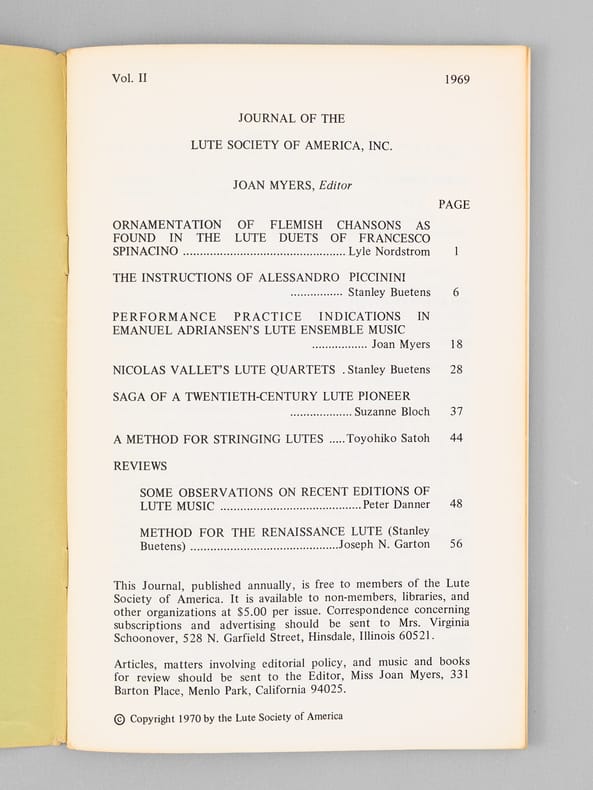 Vol. II 1969
JOURNAL OF THE
LUTE SOCIETY OF AMERICA, INC.
JOAN MYERS, Editor
PAGE
ORNAMENTATION OF FLEMISH CHANSONS AS
FOUND IN THE LUTE DUETS OF FRANCESCO
SPINACINO ................................................. Lyle Nordstrom 1
THE INSTRUCTIONS OF ALESSANDRO PICCININI
................ Stanley Buetens 6
PERFORMANCE PRACTICE INDICATIONS IN
EMANUEL ADRIANSEN'S LUTE ENSEMBLE MUSIC
................. Joan Myers 18
NICOLAS VALLET'S LUTE QUARTETS . Stanley Buetens 28
SAGA OF A TWENTIETH-CENTURY LUTE PIONEER
................... Suzanne Bloch 37
A METHOD FOR STRINGING LUTES ..... Toyohiko Satoh 44
REVIEWS
SOME OBSERVATIONS ON RECENT EDITIONS OF
LUTE MUSIC .......................................... Peter Danner 48
METHOD FOR THE RENAISSANCE LUTE (Stanley
Buetens) ............................................ Joseph N. Garton 56
This Journal, published annually, is free to members of the Lute
Society of America. It is available to non-members, libraries, and
other organizations at $5.00 per issue. Correspondence concerning
subscriptions and advertising should be sent to Mrs. Virginia
Schoonover, 528 N. Garfield Street, Hinsdale, Illinois 60521.
Articles, matters involving editorial policy, and music and books
for review should be sent to the Editor, Miss Joan Myers, 331
Barton Place, Menlo Park, California 94025.
© Copyright 1970 by the Lute Society of America